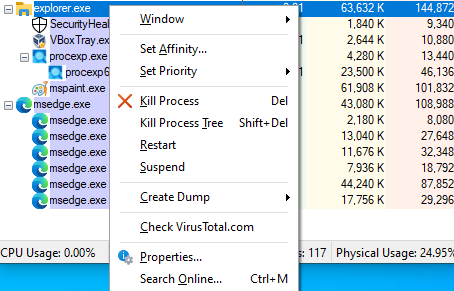 explorer.exe 63,632 K 144,872
SecurityHeal 1,840 K 9,340
VBoxTray.exe 2,644 K 10,880
procexp.exe 4,280 K 13,440
procexp6 23,500 K 46,136
mspaint.exe 61,908 K 101,832
msedge.exe 43,080 K 108,988
msedge.exe 2,180 K 8,080
msedge.exe 13,040 K 27,648
msedge.exe 11,676 K 32,348
msedge.exe 7,936 K 18,792
msedge.exe 44,240 K 87,852
msedge.exe 17,756 K 29,296
Window
Set Affinity...
Set Priority
Kill Process Del
Kill Process Tree Shift+Del
Restart
Suspend
Create Dump
Check VirusTotal.com
Properties...
Search Online... Ctrl+M
CPU Usage: 0.00% s: 117 Physical Usage: 24.95%